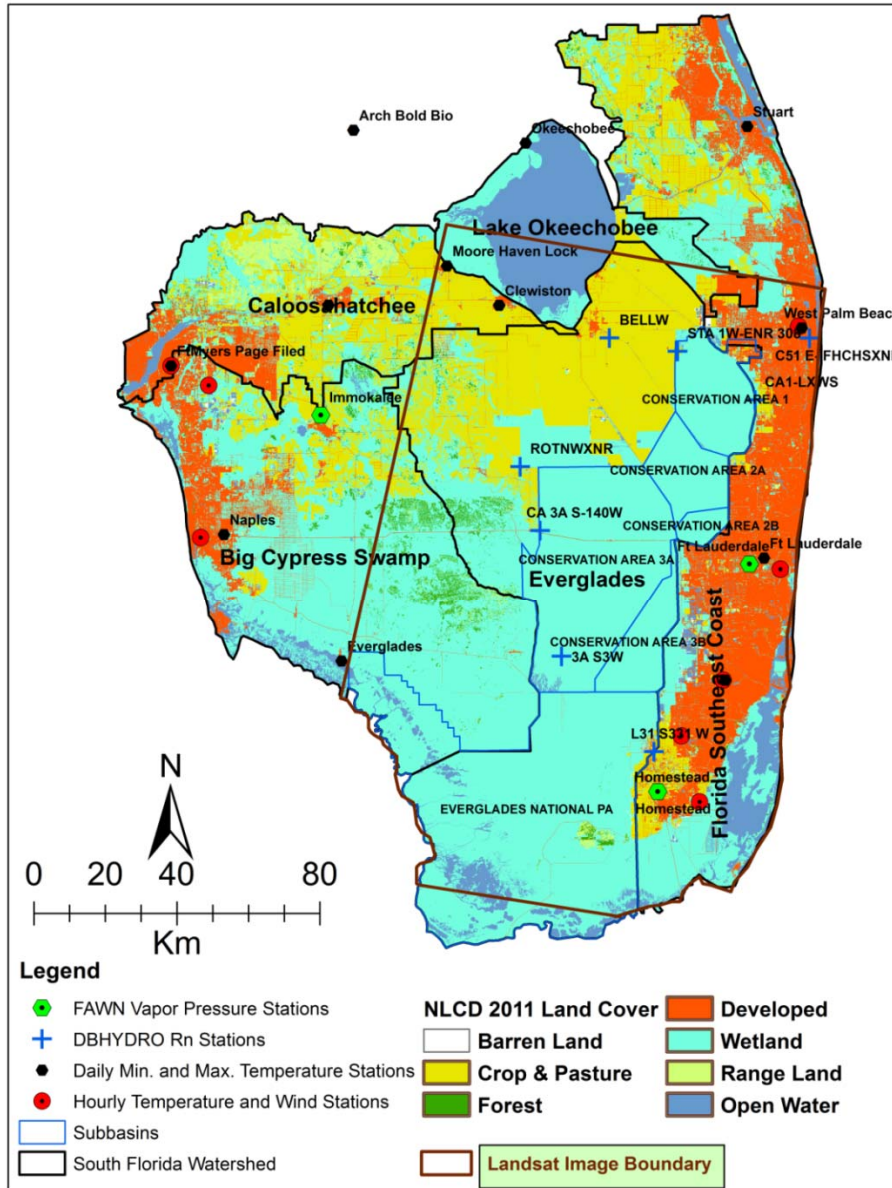 Arch Bold Bio
Okeechobee
Stuart
Lake Okeechobee
Moore Haven Lock
Caloosahatchee
Clewiston
West Palm Beac
BELLW
STA 1W-ENR 308
FtMyers Page Filed
C51 E- FHCHSXNR
CA1-LXWS
Immokalee
CONSERVATION AREA 1
ROTNWXNR
CONSERVATION AREA 2A
CA 3A S-140W
CONSERVATION AREA 2B
Naples
Ft Lauderdale
Ft Lauderdale
Big Cypress Swamp
CONSERVATION AREA 3A
Everglades
CONSERVATION AREA 3B
Everglades
3A S3W
Florida Southeast Coast
L31 S331 W
Homestead
Homestead
EVERGLADES NATIONAL PA
N
0 20 40 80
Km
Legend
FAWN Vapor Pressure Stations
DBHYDRO Rn Stations
Daily Min. and Max. Temperature Stations
Hourly Temperature and Wind Stations
Subbasins
South Florida Watershed
NLCD 2011 Land Cover
Barren Land
Crop & Pasture
Forest
Developed
Wetland
Range Land
Open Water
Landsat Image Boundary